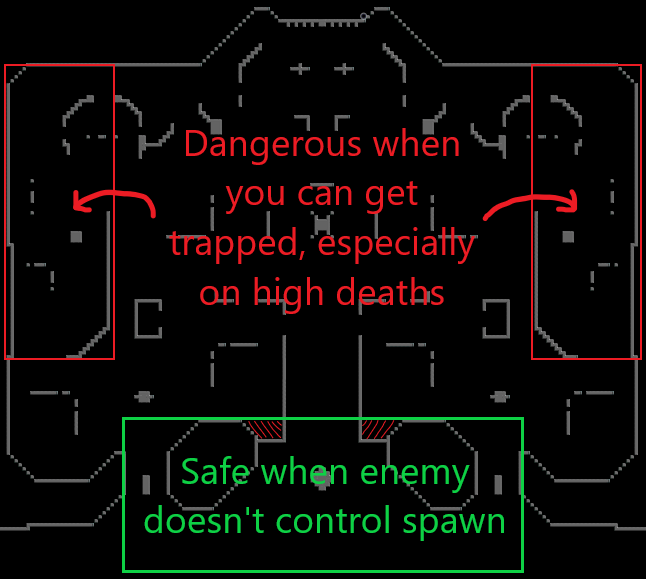 Dangerous when
you can get
trapped, especially
on high deaths
Safe when enemy
doesn't control spawn